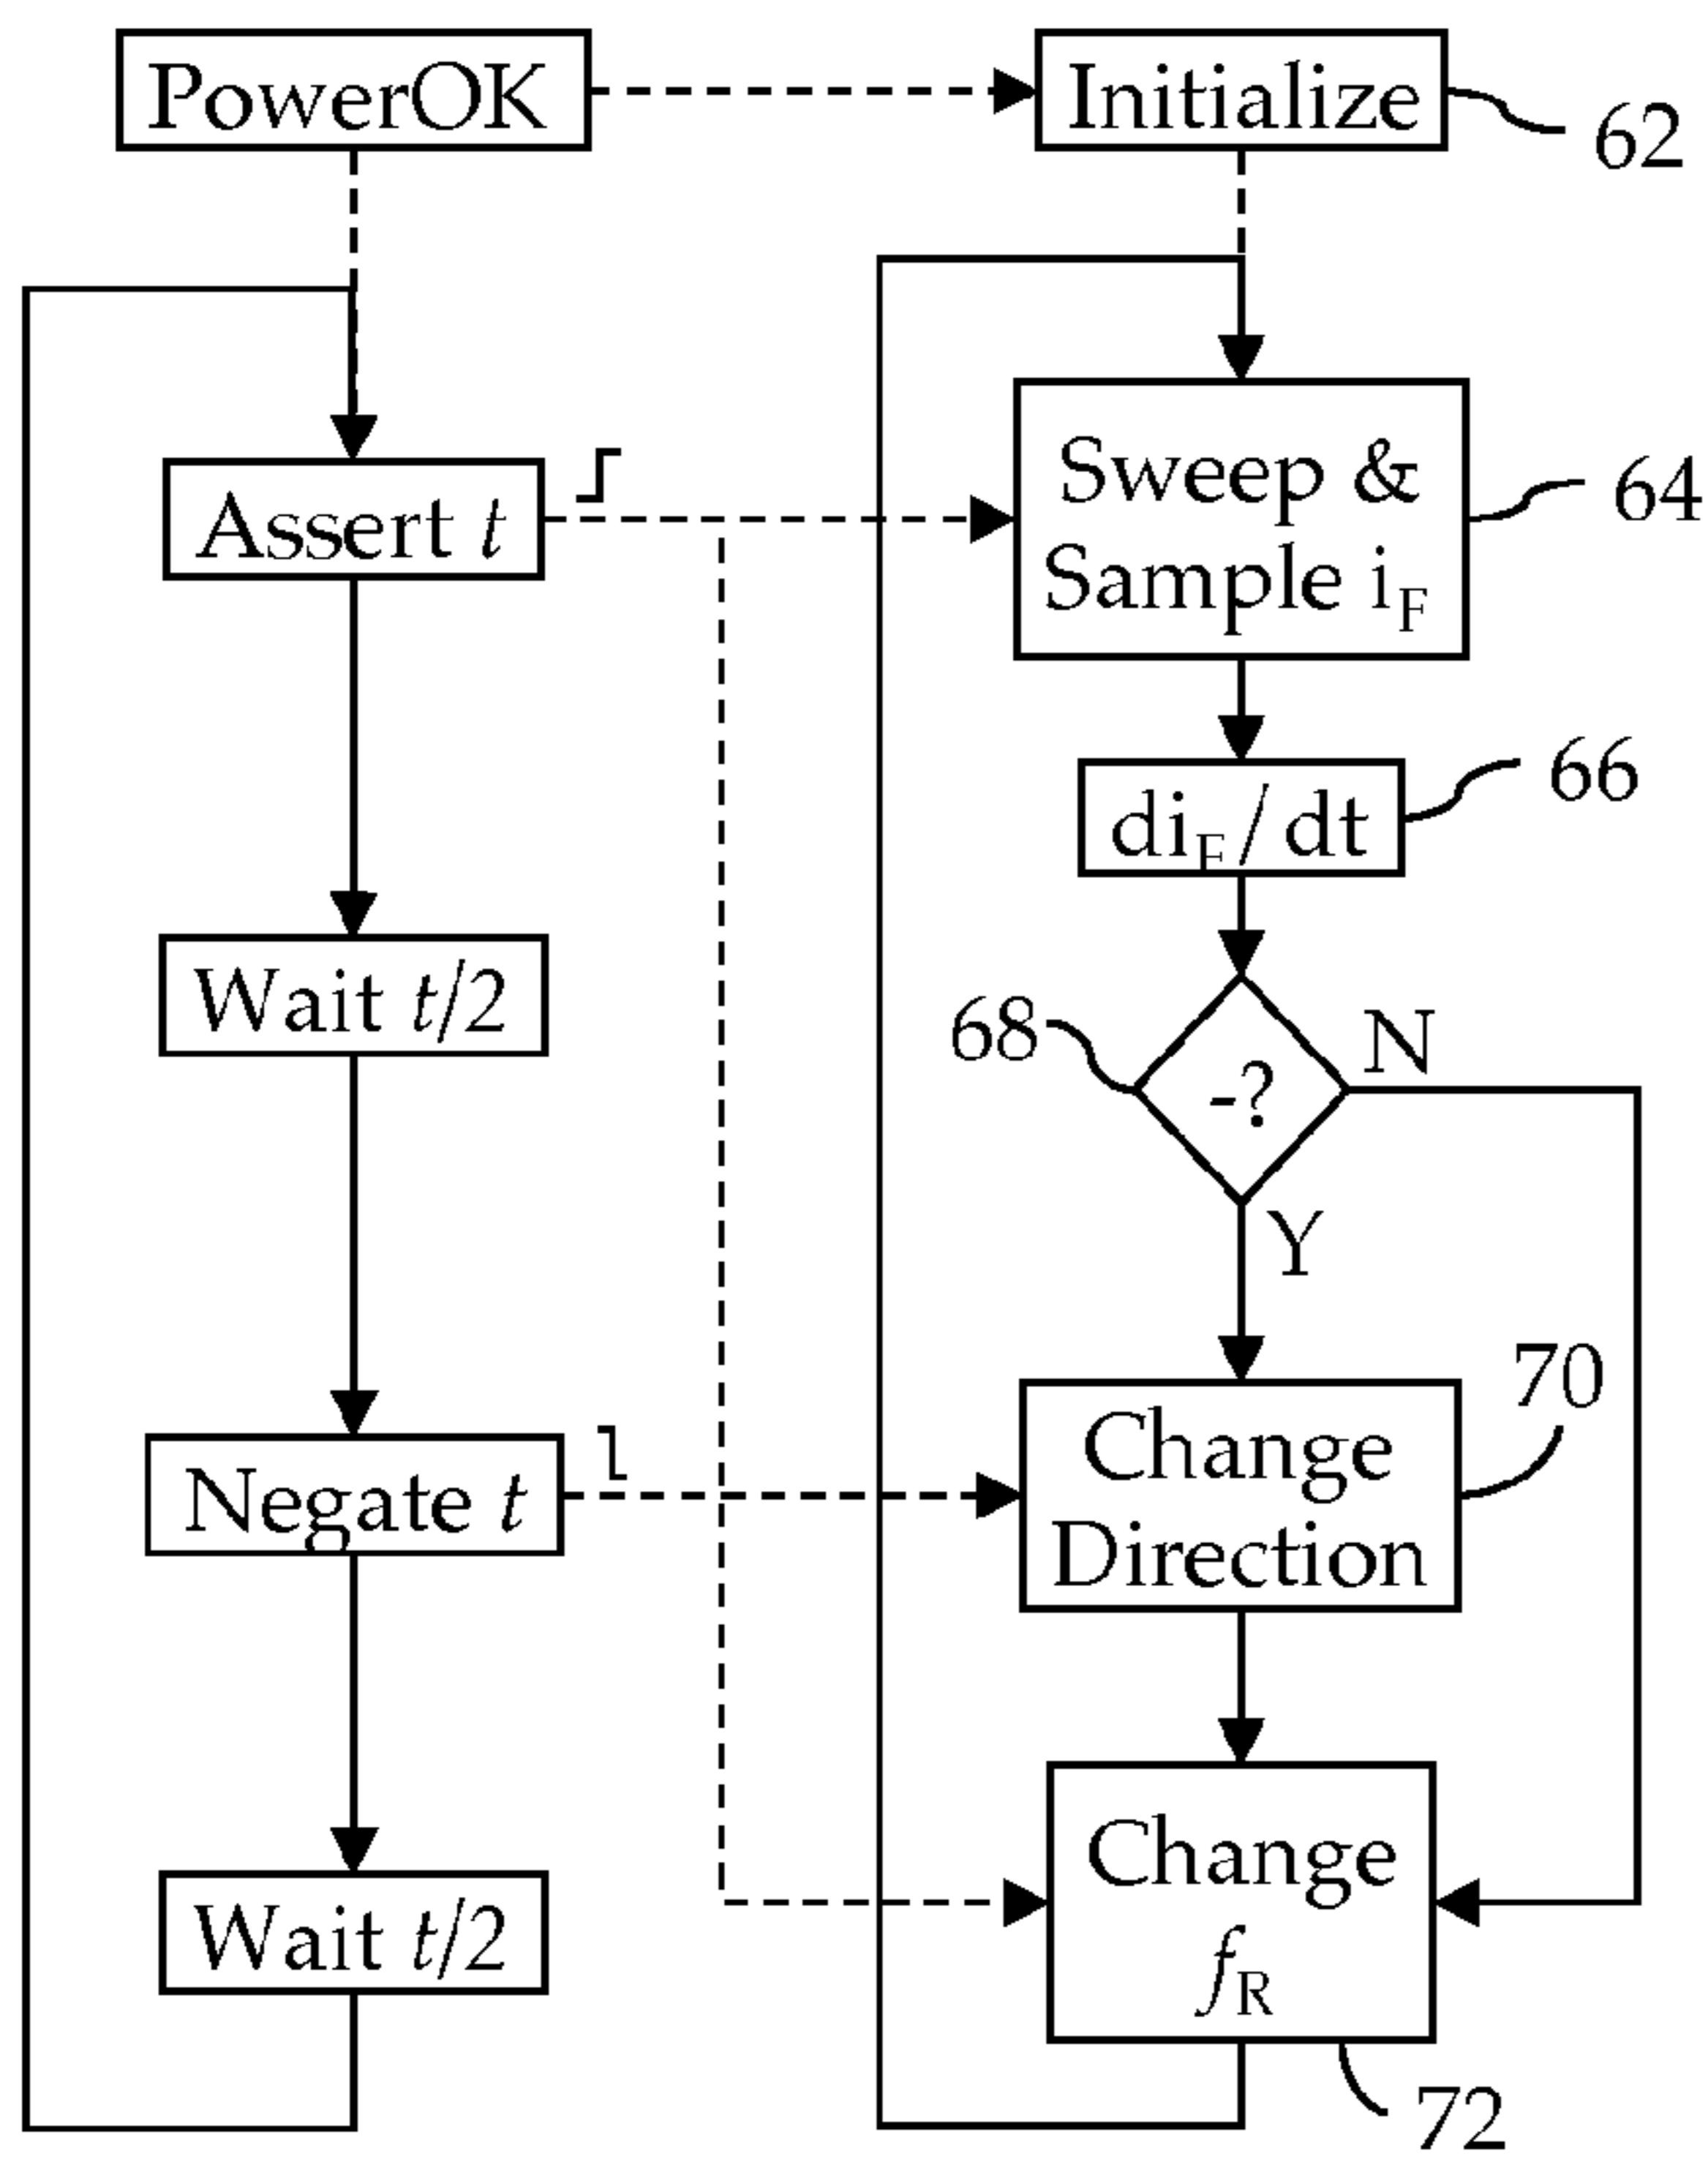 PowerOK
Initialize
62
Assert t
Sweep &
Sample iF
64
diF/dt
66
Wait t/2
68
-?
N
Y
Negate t
Change
Direction
70
Wait t/2
Change
fR
72